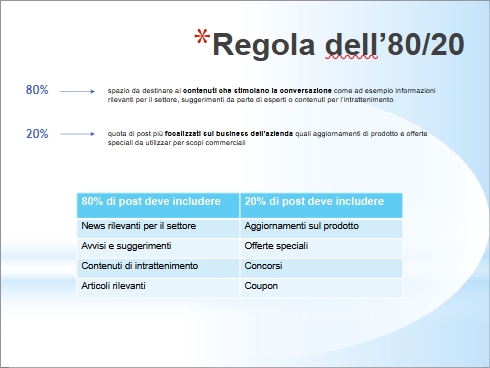 *Regola dell'80/20
80% spazio da destinare ai contenuti che stimolano la conversazione come ad esempio informazioni
rilevanti per il settore, suggerimenti da parte di esperti o contenuti per l'intrattenimento
20% quota di post più focalizzati sul business dell'azienda quali aggiornamenti di prodotto e offerte
speciali da utilizzar per scopi commerciali
80% di post deve includere 20% di post deve includere
News rilevanti per il settore Aggiornamenti sul prodotto
Avvisi e suggerimenti Offerte speciali
Contenuti di intrattenimento Concorsi
Articoli rilevanti Coupon